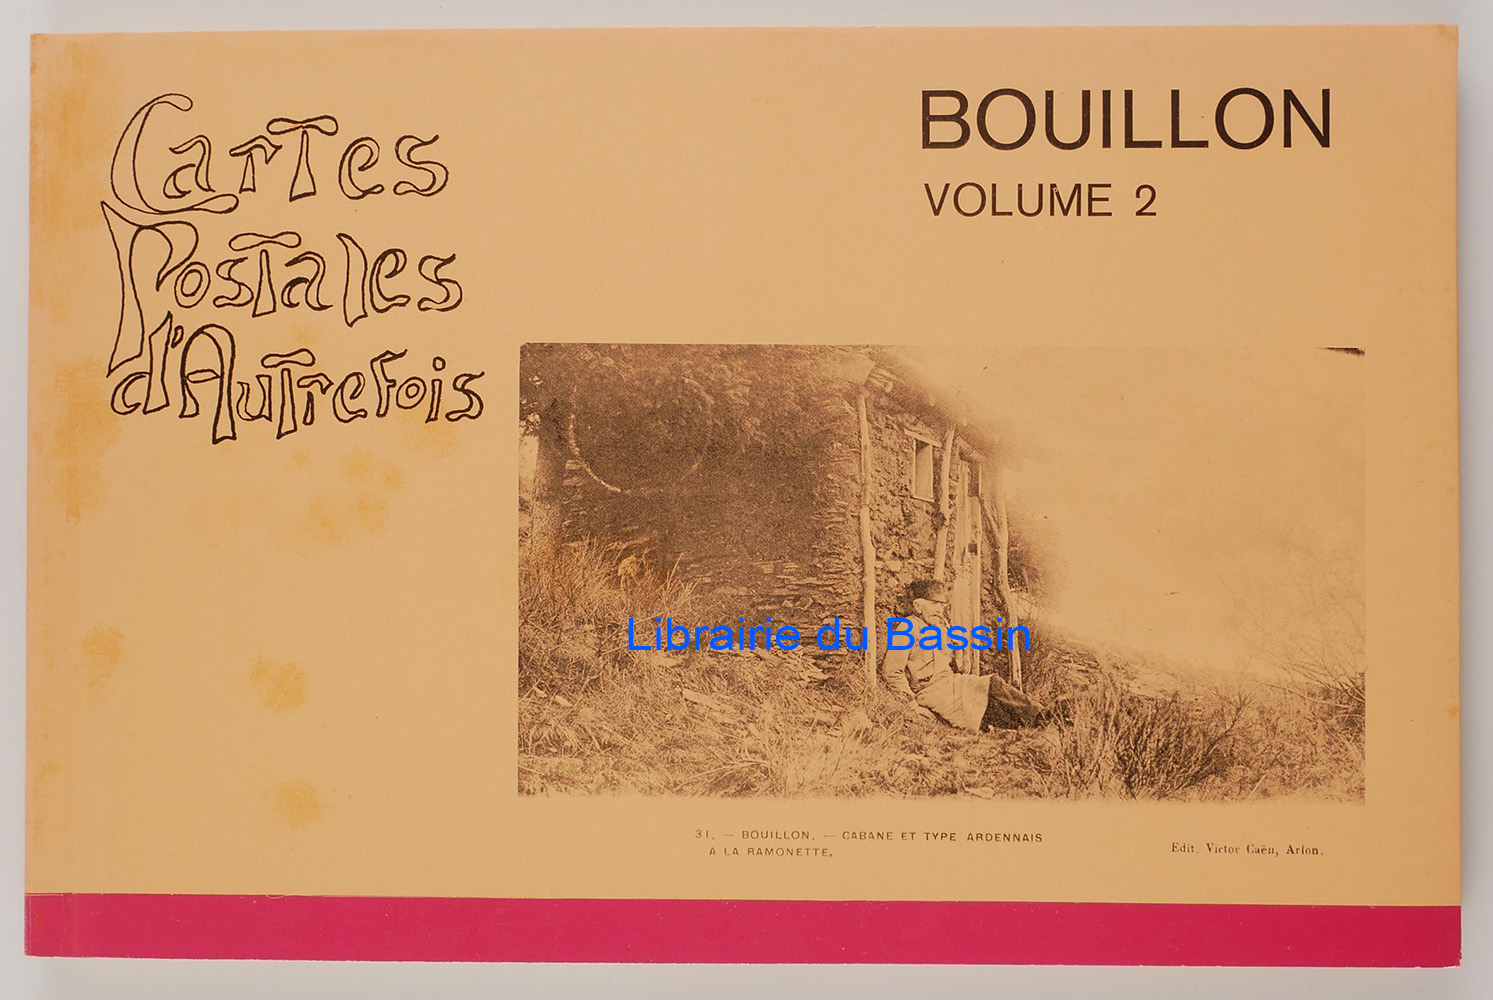 Cartes
Postales
d'Autrefois
BOUILLON
VOLUME 2
Librairie du Bassin
31. — BOUILLON. — CABANE ET TYPE ARDENNAIS
A LA RAMONETTE.
Edit. Victor Caën, Arlon.